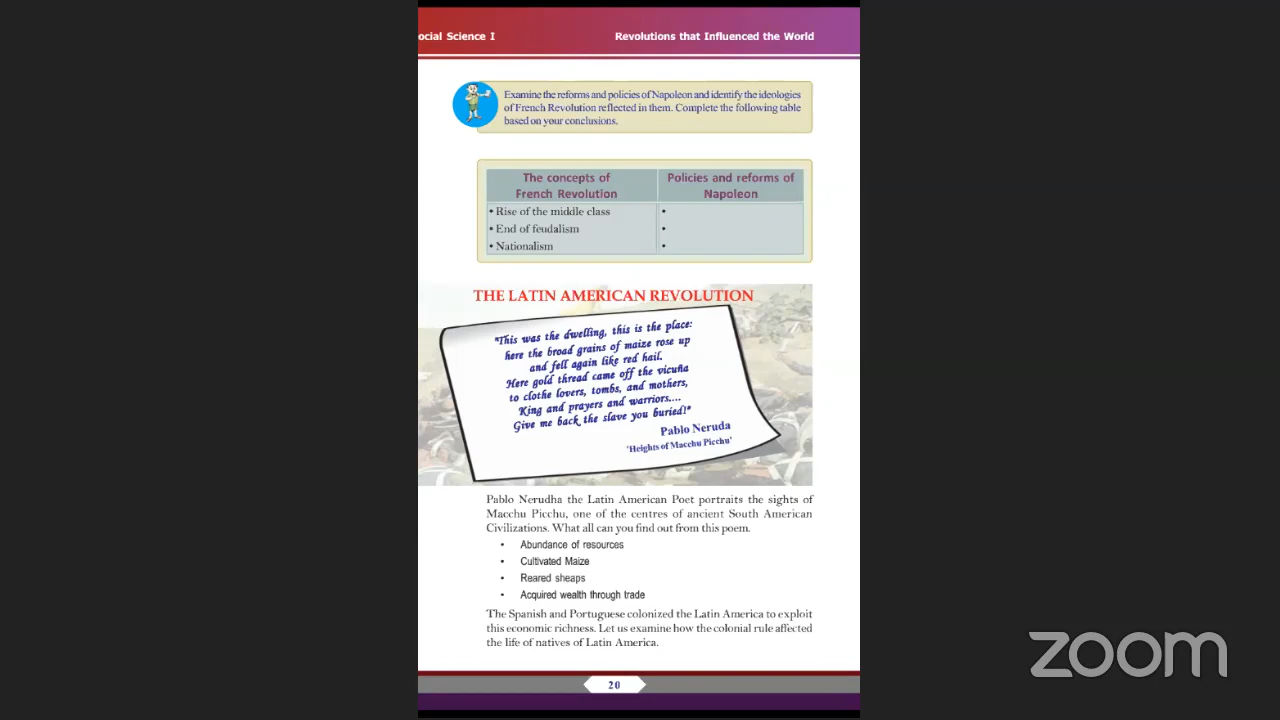 ocial Science I
Revolutions that Influenced the World
Examine the reforms and policies of Napoleon and identify the ideologies
of French Revolution reflected in them. Complete the following table
based on your conclusions.
The concepts of
French Revolution
Policies and reforms of
Napoleon
• Rise of the middle class
•
• End of feudalism
•
• Nationalism
•
THE LATIN AMERICAN REVOLUTION
"This was the dwelling, this is the place:
here the broad grains of maize rose up
and fell again like red hail.
Here gold thread came off the vicuña
to clothe lovers, tombs, and mothers,
King and prayers and warriors....
Give me back the slave you buried!"
Pablo Neruda
'Heights of Macchu Picchu'
Pablo Nerudha the Latin American Poet portraits the sights of
Macchu Picchu, one of the centres of ancient South American
Civilizations. What all can you find out from this poem.
• Abundance of resources
• Cultivated Maize
• Reared sheaps
• Acquired wealth through trade
The Spanish and Portuguese colonized the Latin America to exploit
this economic richness. Let us examine how the colonial rule affected
the life of natives of Latin America.
20
zoom